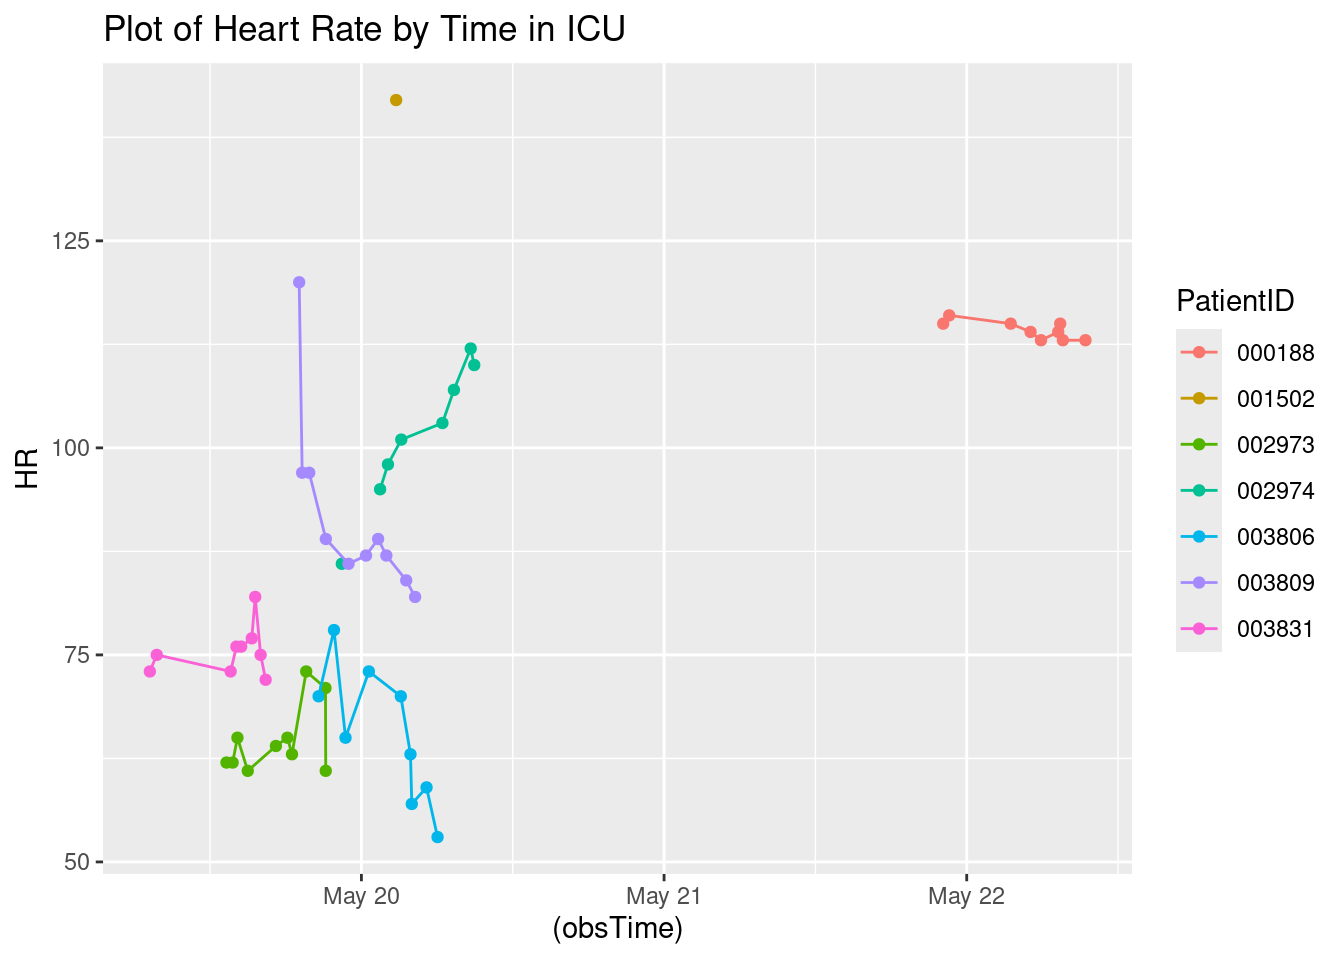 Plot of Heart Rate by Time in ICU
HR
125
100
75
50
May 20
May 21
May 22
(obsTime)
PatientID
000188
001502
002973
002974
003806
003809
003831